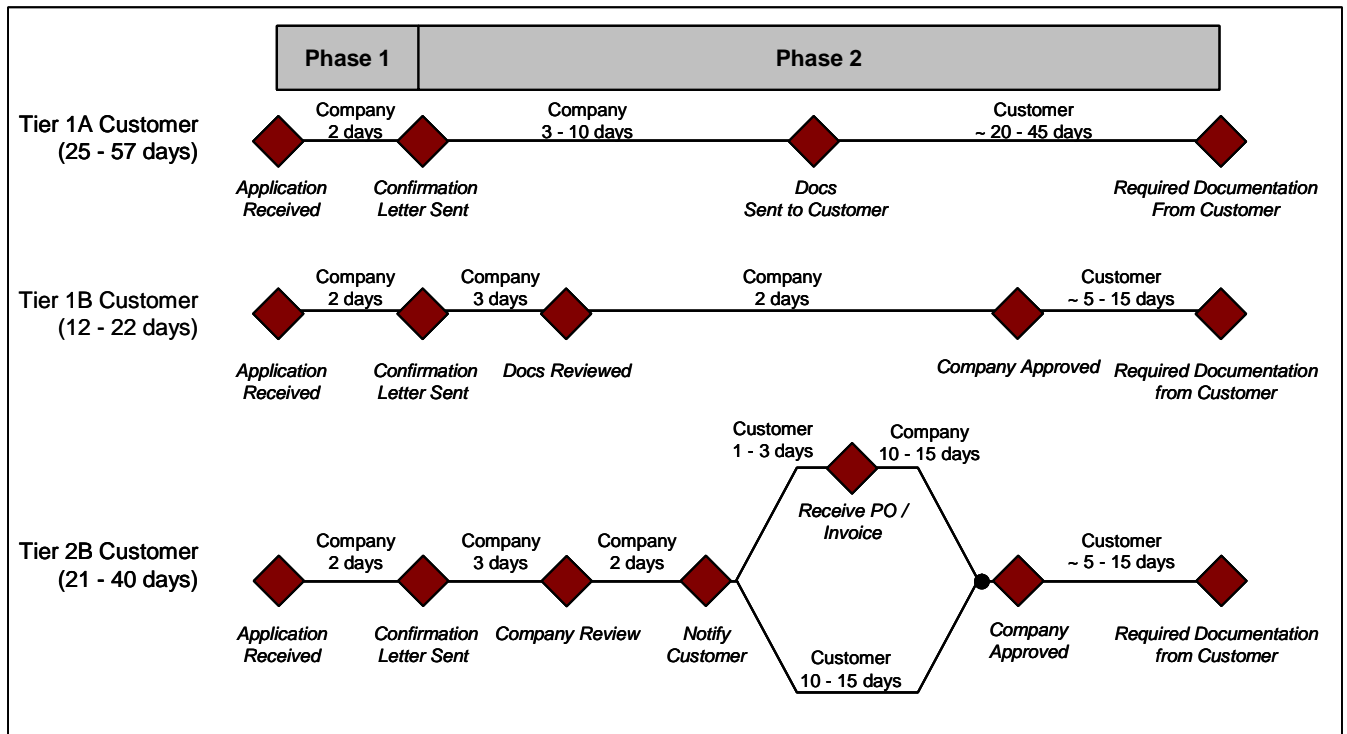 Phase 1
Phase 2
Tier 1A Customer
(25 - 57 days)
Company
2 days
Company
3 - 10 days
Customer
~ 20 - 45 days
Application
Received
Confirmation
Letter Sent
Docs
Sent to Customer
Required Documentation
From Customer
Tier 1B Customer
(12 - 22 days)
Company
2 days
Company
3 days
Company
2 days
Customer
~ 5 - 15 days
Application
Received
Confirmation
Letter Sent
Docs Reviewed
Company Approved
Required Documentation
from Customer
Tier 2B Customer
(21 - 40 days)
Company
2 days
Company
3 days
Company
2 days
Customer
1 - 3 days
Company
10 - 15 days
Receive PO /
Invoice
Customer
10 - 15 days
Customer
~ 5 - 15 days
Application
Received
Confirmation
Letter Sent
Company Review
Notify
Customer
Company
Approved
Required Documentation
from Customer